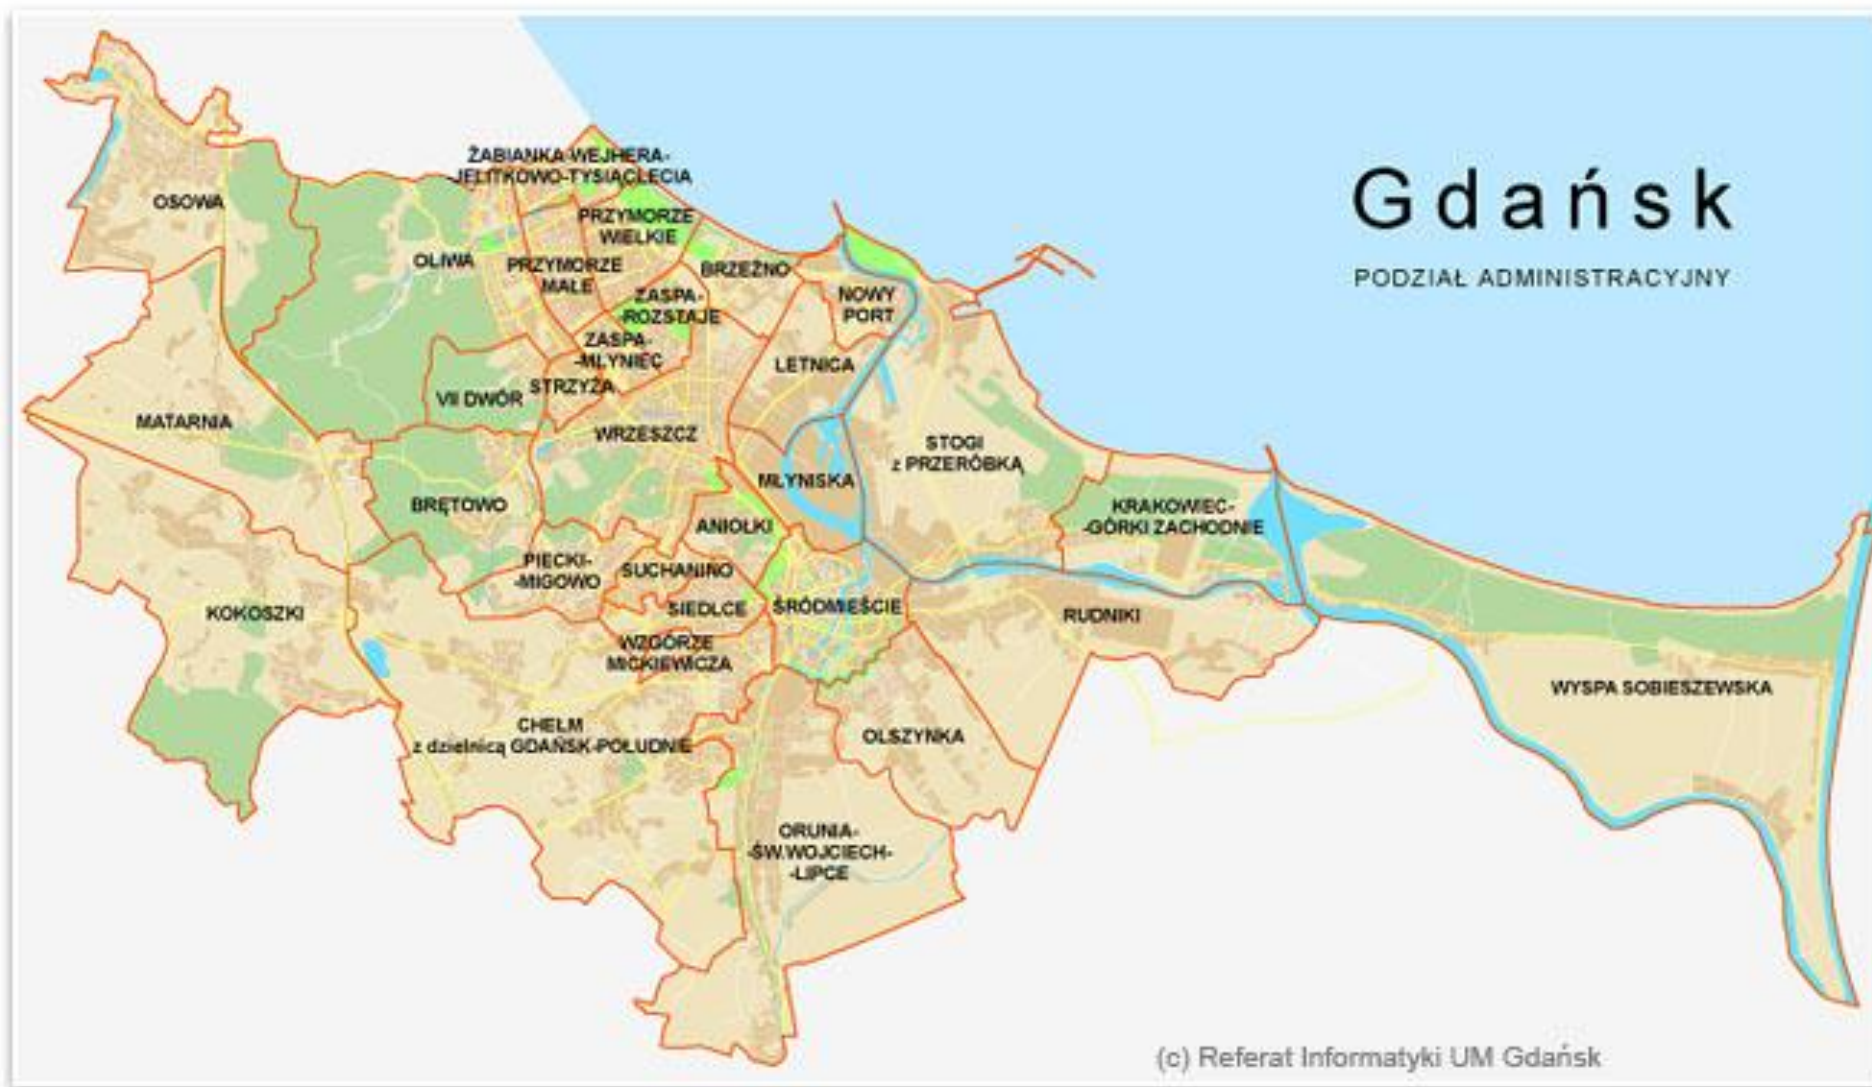 Gdańsk
PODZIAŁ ADMINISTRACYJNY
ŻABIANKA-WEJHERA-
-JELITKOWO-TYSIĄCLECIA
OSOWA
PRZYMORZE
WIELKIE
OLIWA
PRZYMORZE
MAŁE
BRZEŹNO
ZASPA-
-ROZSTAJE
NOWY
PORT
ZASPA-
-MŁYNIEC
LETNICA
VII DWÓR
STRZYŻA
MATARNIA
WRZESZCZ
STOGI
z PRZERÓBKĄ
MŁYNISKA
BRĘTOWO
KRAKOWIEC-
-GÓRKI ZACHODNIE
ANIOŁKI
PIECKI-
-MIGOWO
SUCHANINO
KOKOSZKI
SIEDLCE
ŚRÓDMIEŚCIE
RUDNIKI
WZGÓRZE
MICKIEWICZA
WYSPA SOBIESZEWSKA
CHEŁM
z dzielnicą GDAŃSK-POŁUDNIE
OLSZYNKA
ORUNIA-
-ŚW.WOJCIECH-
-LIPCE
(c) Referat Informatyki UM Gdańsk